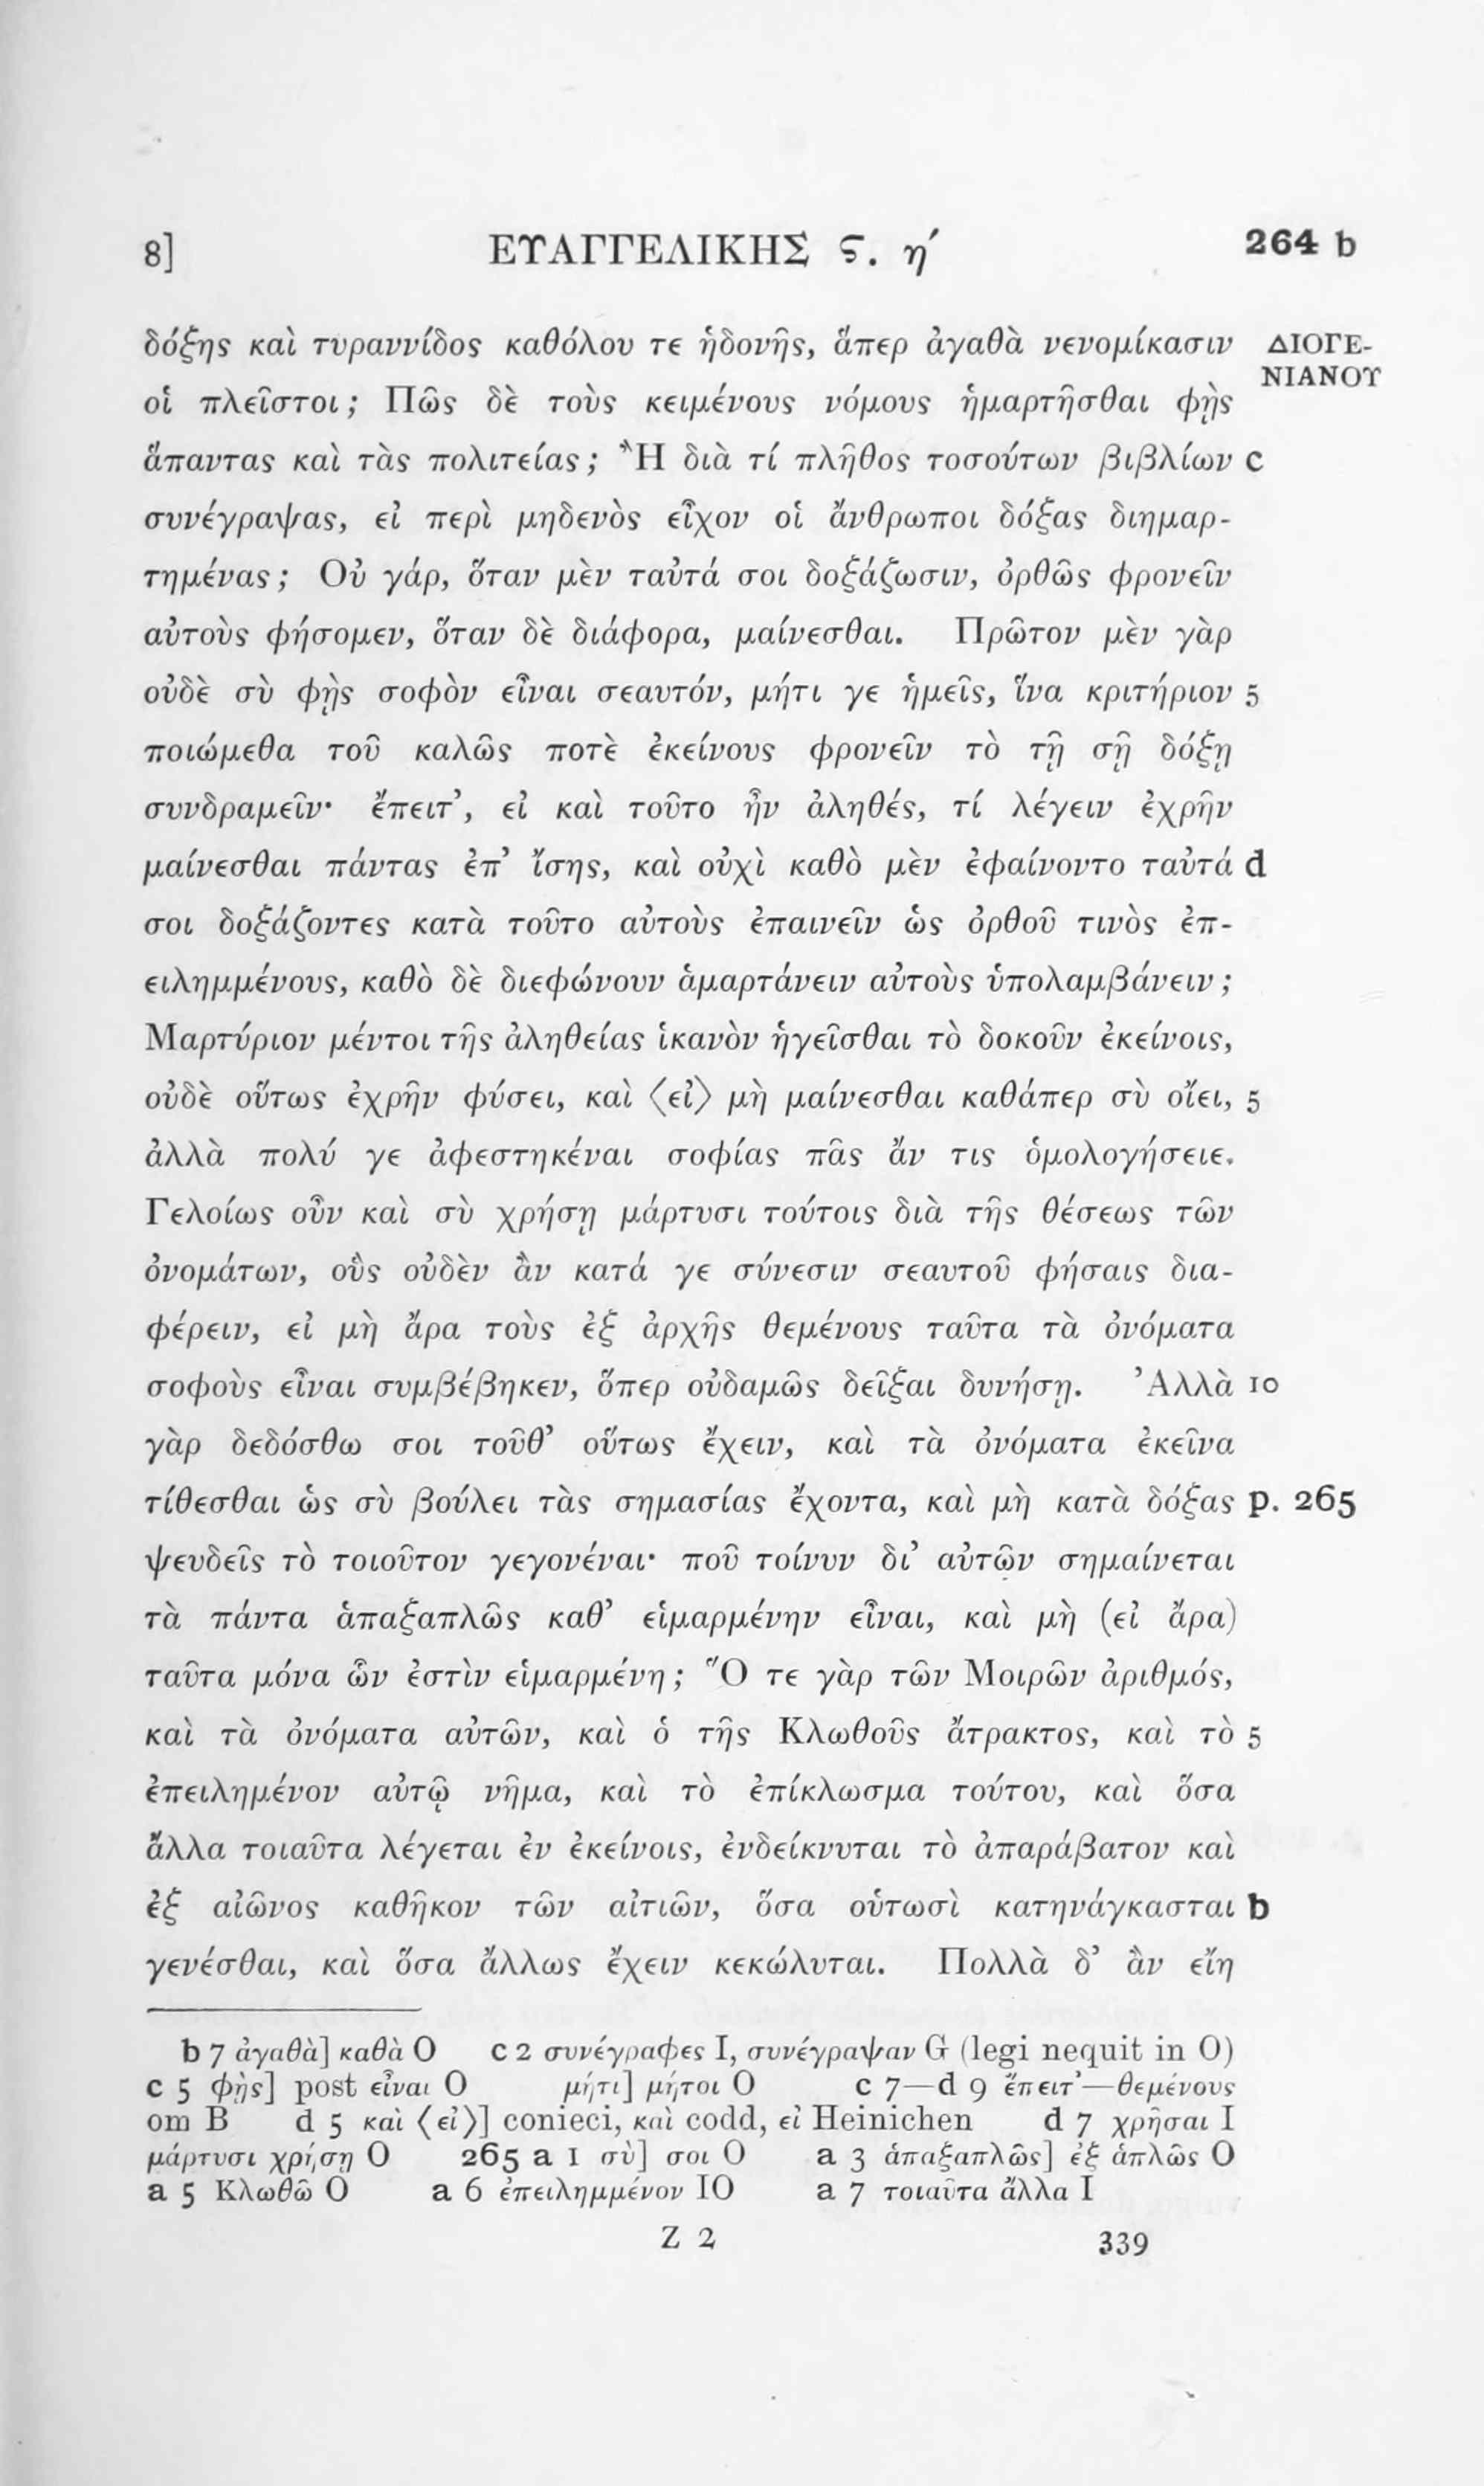 8] ΕΥΑΓΓΕΛΙΚΗΣ Ϛ. η´ 264 b
δόξης καὶ τυραννίδος καθόλου τε ἡδονῆς, ἅπερ ἀγαθὰ νενομίκασιν ΔΙΟΓΕ-
ΝΙΑΝΟΥ
οἱ πλεῖστοι; Πῶς δὲ τοὺς κειμένους νόμους ἡμαρτῆσθαι φῂς
ἅπαντας καὶ τὰς πολιτείας; Ἢ διὰ τί πλῆθος τοσούτων βιβλίων c
συνέγραψας, εἰ περὶ μηδενὸς εἶχον οἱ ἄνθρωποι δόξας διημαρ-
τημένας; Οὐ γάρ, ὅταν μὲν ταὐτά σοι δοξάζωσιν, ὀρθῶς φρονεῖν
αὐτοὺς φήσομεν, ὅταν δὲ διάφορα, μαίνεσθαι. Πρῶτον μὲν γὰρ
οὐδὲ σὺ φῂς σοφὸν εἶναι σεαυτόν, μήτι γε ἡμεῖς, ἵνα κριτήριον 5
ποιώμεθα τοῦ καλῶς ποτὲ ἐκείνους φρονεῖν τὸ τῇ σῇ δόξῃ
συνδραμεῖν· ἔπειτ’, εἰ καὶ τοῦτο ἦν ἀληθές, τί λέγειν ἐχρῆν
μαίνεσθαι πάντας ἐπ’ ἴσης, καὶ οὐχὶ καθὸ μὲν ἐφαίνοντο ταὐτά d
σοι δοξάζοντες κατὰ τοῦτο αὐτοὺς ἐπαινεῖν ὡς ὀρθοῦ τινὸς ἐπ-
ειλημμένους, καθὸ δὲ διεφώνουν ἁμαρτάνειν αὐτοὺς ὑπολαμβάνειν;
Μαρτύριον μέντοι τῆς ἀληθείας ἱκανὸν ἡγεῖσθαι τὸ δοκοῦν ἐκείνοις,
οὐδὲ οὕτως ἐχρῆν φύσει, καὶ ⟨εἰ⟩ μὴ μαίνεσθαι καθάπερ σὺ οἴει, 5
ἀλλὰ πολύ γε ἀφεστηκέναι σοφίας πᾶς ἄν τις ὁμολογήσειε.
Γελοίως οὖν καὶ σὺ χρήσῃ μάρτυσι τούτοις διὰ τῆς θέσεως τῶν
ὀνομάτων, οὓς οὐδὲν ἂν κατά γε σύνεσιν σεαυτοῦ φήσαις δια-
φέρειν, εἰ μὴ ἄρα τοὺς ἐξ ἀρχῆς θεμένους ταῦτα τὰ ὀνόματα
σοφοὺς εἶναι συμβέβηκεν, ὅπερ οὐδαμῶς δεῖξαι δυνήσῃ. Ἀλλὰ 10
γὰρ δεδόσθω σοι τοῦθ’ οὕτως ἔχειν, καὶ τὰ ὀνόματα ἐκεῖνα
τίθεσθαι ὡς σὺ βούλει τὰς σημασίας ἔχοντα, καὶ μὴ κατὰ δόξας p. 265
ψευδεῖς τὸ τοιοῦτον γεγονέναι· ποῦ τοίνυν δι’ αὐτῶν σημαίνεται
τὰ πάντα ἁπαξαπλῶς καθ’ εἱμαρμένην εἶναι, καὶ μὴ (εἰ ἄρα)
ταῦτα μόνα ὧν ἐστὶν εἱμαρμένη; Ὅ τε γὰρ τῶν Μοιρῶν ἀριθμός,
καὶ τὰ ὀνόματα αὐτῶν, καὶ ὁ τῆς Κλωθοῦς ἄτρακτος, καὶ τὸ 5
ἐπειλημένον αὐτῷ νῆμα, καὶ τὸ ἐπίκλωσμα τούτου, καὶ ὅσα
ἄλλα τοιαῦτα λέγεται ἐν ἐκείνοις, ἐνδείκνυται τὸ ἀπαράβατον καὶ
ἐξ αἰῶνος καθῆκον τῶν αἰτιῶν, ὅσα οὑτωσὶ κατηνάγκασται b
γενέσθαι, καὶ ὅσα ἄλλως ἔχειν κεκώλυται. Πολλὰ δ’ ἂν εἴη
b 7 ἀγαθὰ] καθὰ O c 2 συνέγραφες I, συνέγραψαν G (legi nequit in O)
c 5 φῂς] post εἶναι O μήτι] μήτοι O c 7—d 9 ἔπειτ’—θεμένους
om B d 5 καὶ ⟨εἰ⟩] conieci, καὶ codd, εἰ Heinichen d 7 χρῆσαι I
μάρτυσι χρήσῃ O 265 a 1 σὺ] σοι O a 3 ἁπαξαπλῶς] ἐξ ἁπλῶς O
a 5 Κλωθῶ O a 6 ἐπειλημμένον IO a 7 τοιαῦτα ἄλλα I
Z 2 339